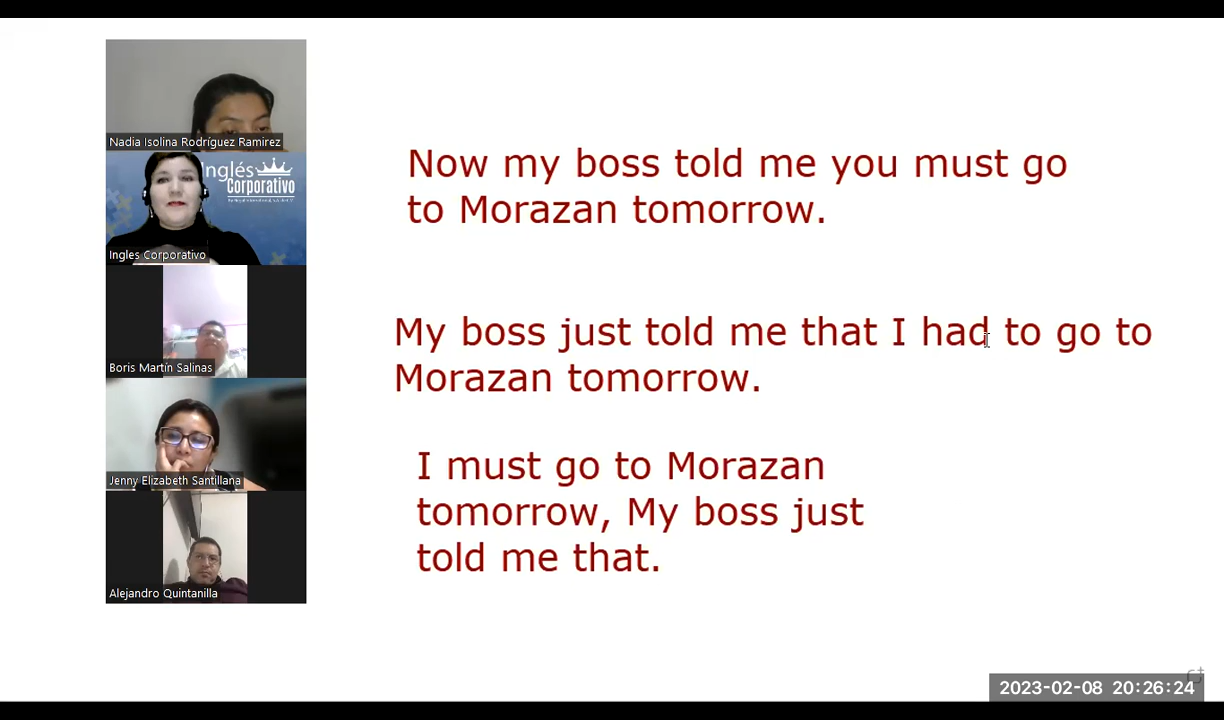 Nadia Isolina Rodríguez Ramirez
Inglés
Corporativo
Ingles Corporativo
Boris Martín Salinas
Jenny Elizabeth Santillana
Alejandro Quintanilla
Now my boss told me you must go
to Morazan tomorrow.
My boss just told me that I had to go to
Morazan tomorrow.
I must go to Morazan
tomorrow, My boss just
told me that.
2023-02-08 20:26:24